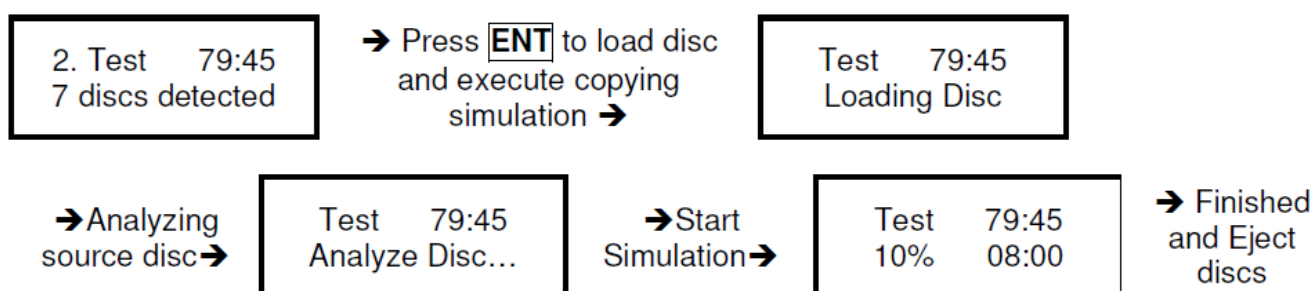 2. Test 79:45
7 discs detected
➔ Press ENT to load disc
and execute copying
simulation ➔
Test 79:45
Loading Disc
➔Analyzing
source disc➔
Test 79:45
Analyze Disc...
➔Start
Simulation➔
Test 79:45
10% 08:00
➔ Finished
and Eject
discs